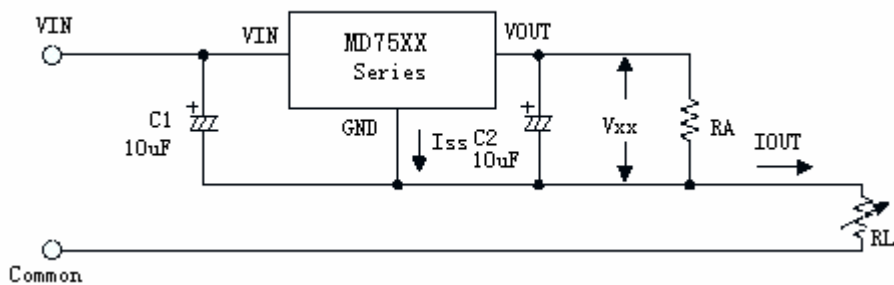 VIN
VIN
MD75XX
Series
VOUT
+
C1
10uF
GND
Iss
+
C2
10uF
Vxx
RA
IOUT
RL
Common